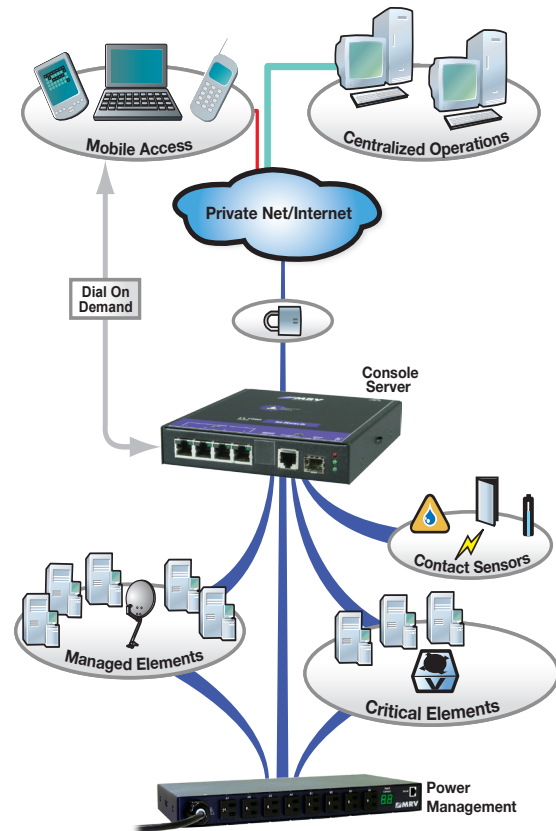 Mobile Access
Centralized Operations
Private Net/Internet
Dial On
Demand
Console
Server
MRV
Contact Sensors
Managed Elements
Critical Elements
V
Power
Management
MRV